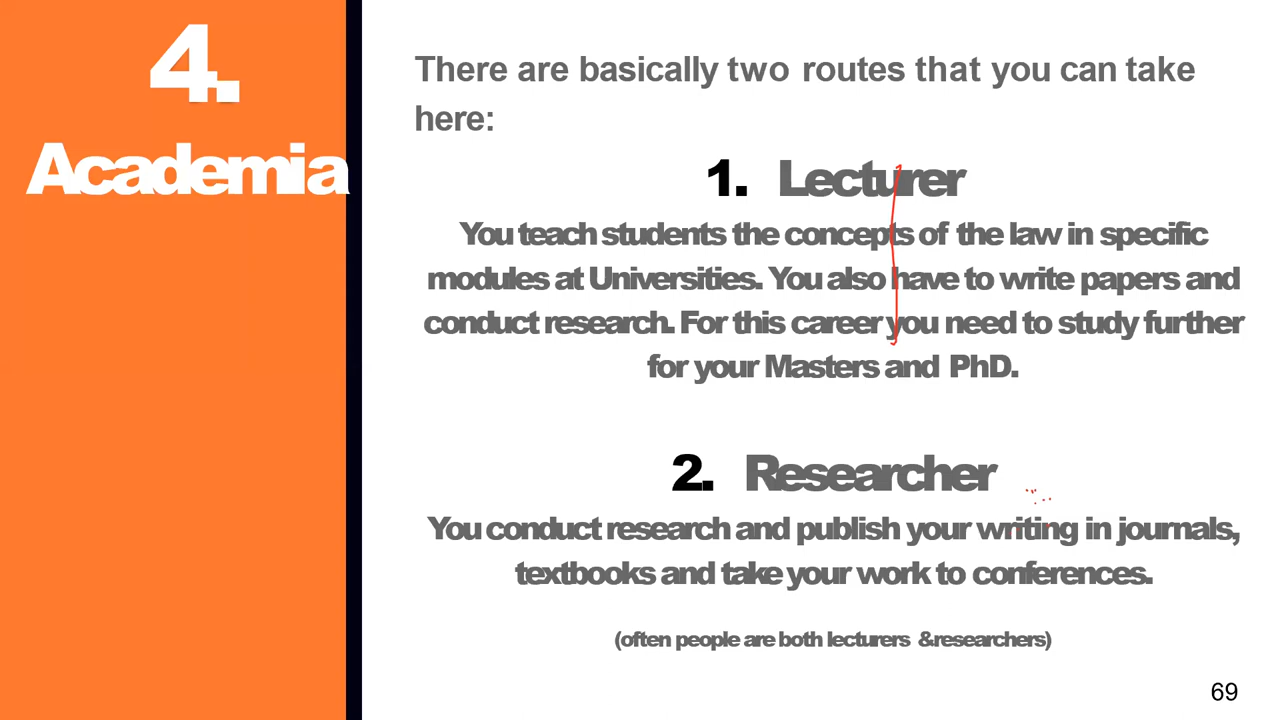 4.
Academia
There are basically two routes that you can take
here:
1. Lecturer
You teach students the concepts of the law in specific
modules at Universities. You also have to write papers and
conduct research. For this career you need to study further
for your Masters and PhD.
2. Researcher
You conduct research and publish your writing in journals,
textbooks and take your work to conferences.
(often people are both lecturers &researchers)
69